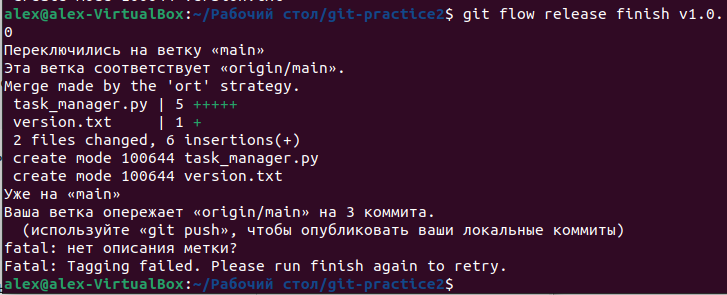 alex@alex-VirtualBox:~/Рабочий стол/git-practice2$ git flow release finish v1.0.
0
Переключились на ветку «main»
Эта ветка соответствует «origin/main».
Merge made by the 'ort' strategy.
 task_manager.py | 5 +++++
 version.txt     | 1 +
 2 files changed, 6 insertions(+)
 create mode 100644 task_manager.py
 create mode 100644 version.txt
Уже на «main»
Ваша ветка опережает «origin/main» на 3 коммита.
  (используйте «git push», чтобы опубликовать ваши локальные коммиты)
fatal: нет описания метки?
Fatal: Tagging failed. Please run finish again to retry.
alex@alex-VirtualBox:~/Рабочий стол/git-practice2$